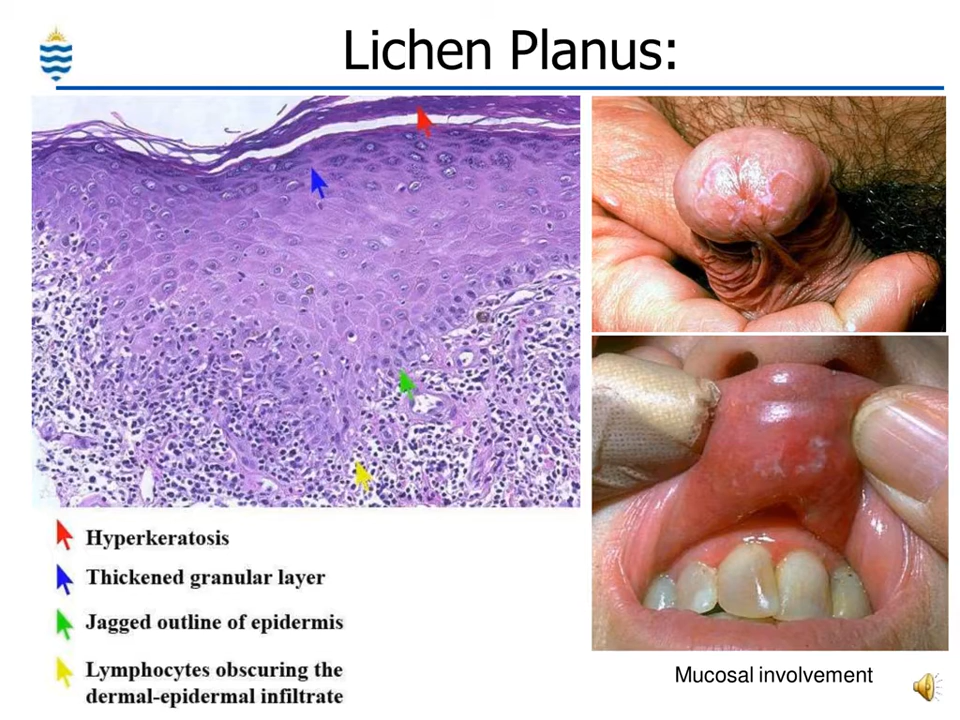 Lichen Planus:
Hyperkeratosis
Thickened granular layer
Jagged outline of epidermis
Lymphocytes obscuring the
dermal-epidermal infiltrate
Mucosal involvement